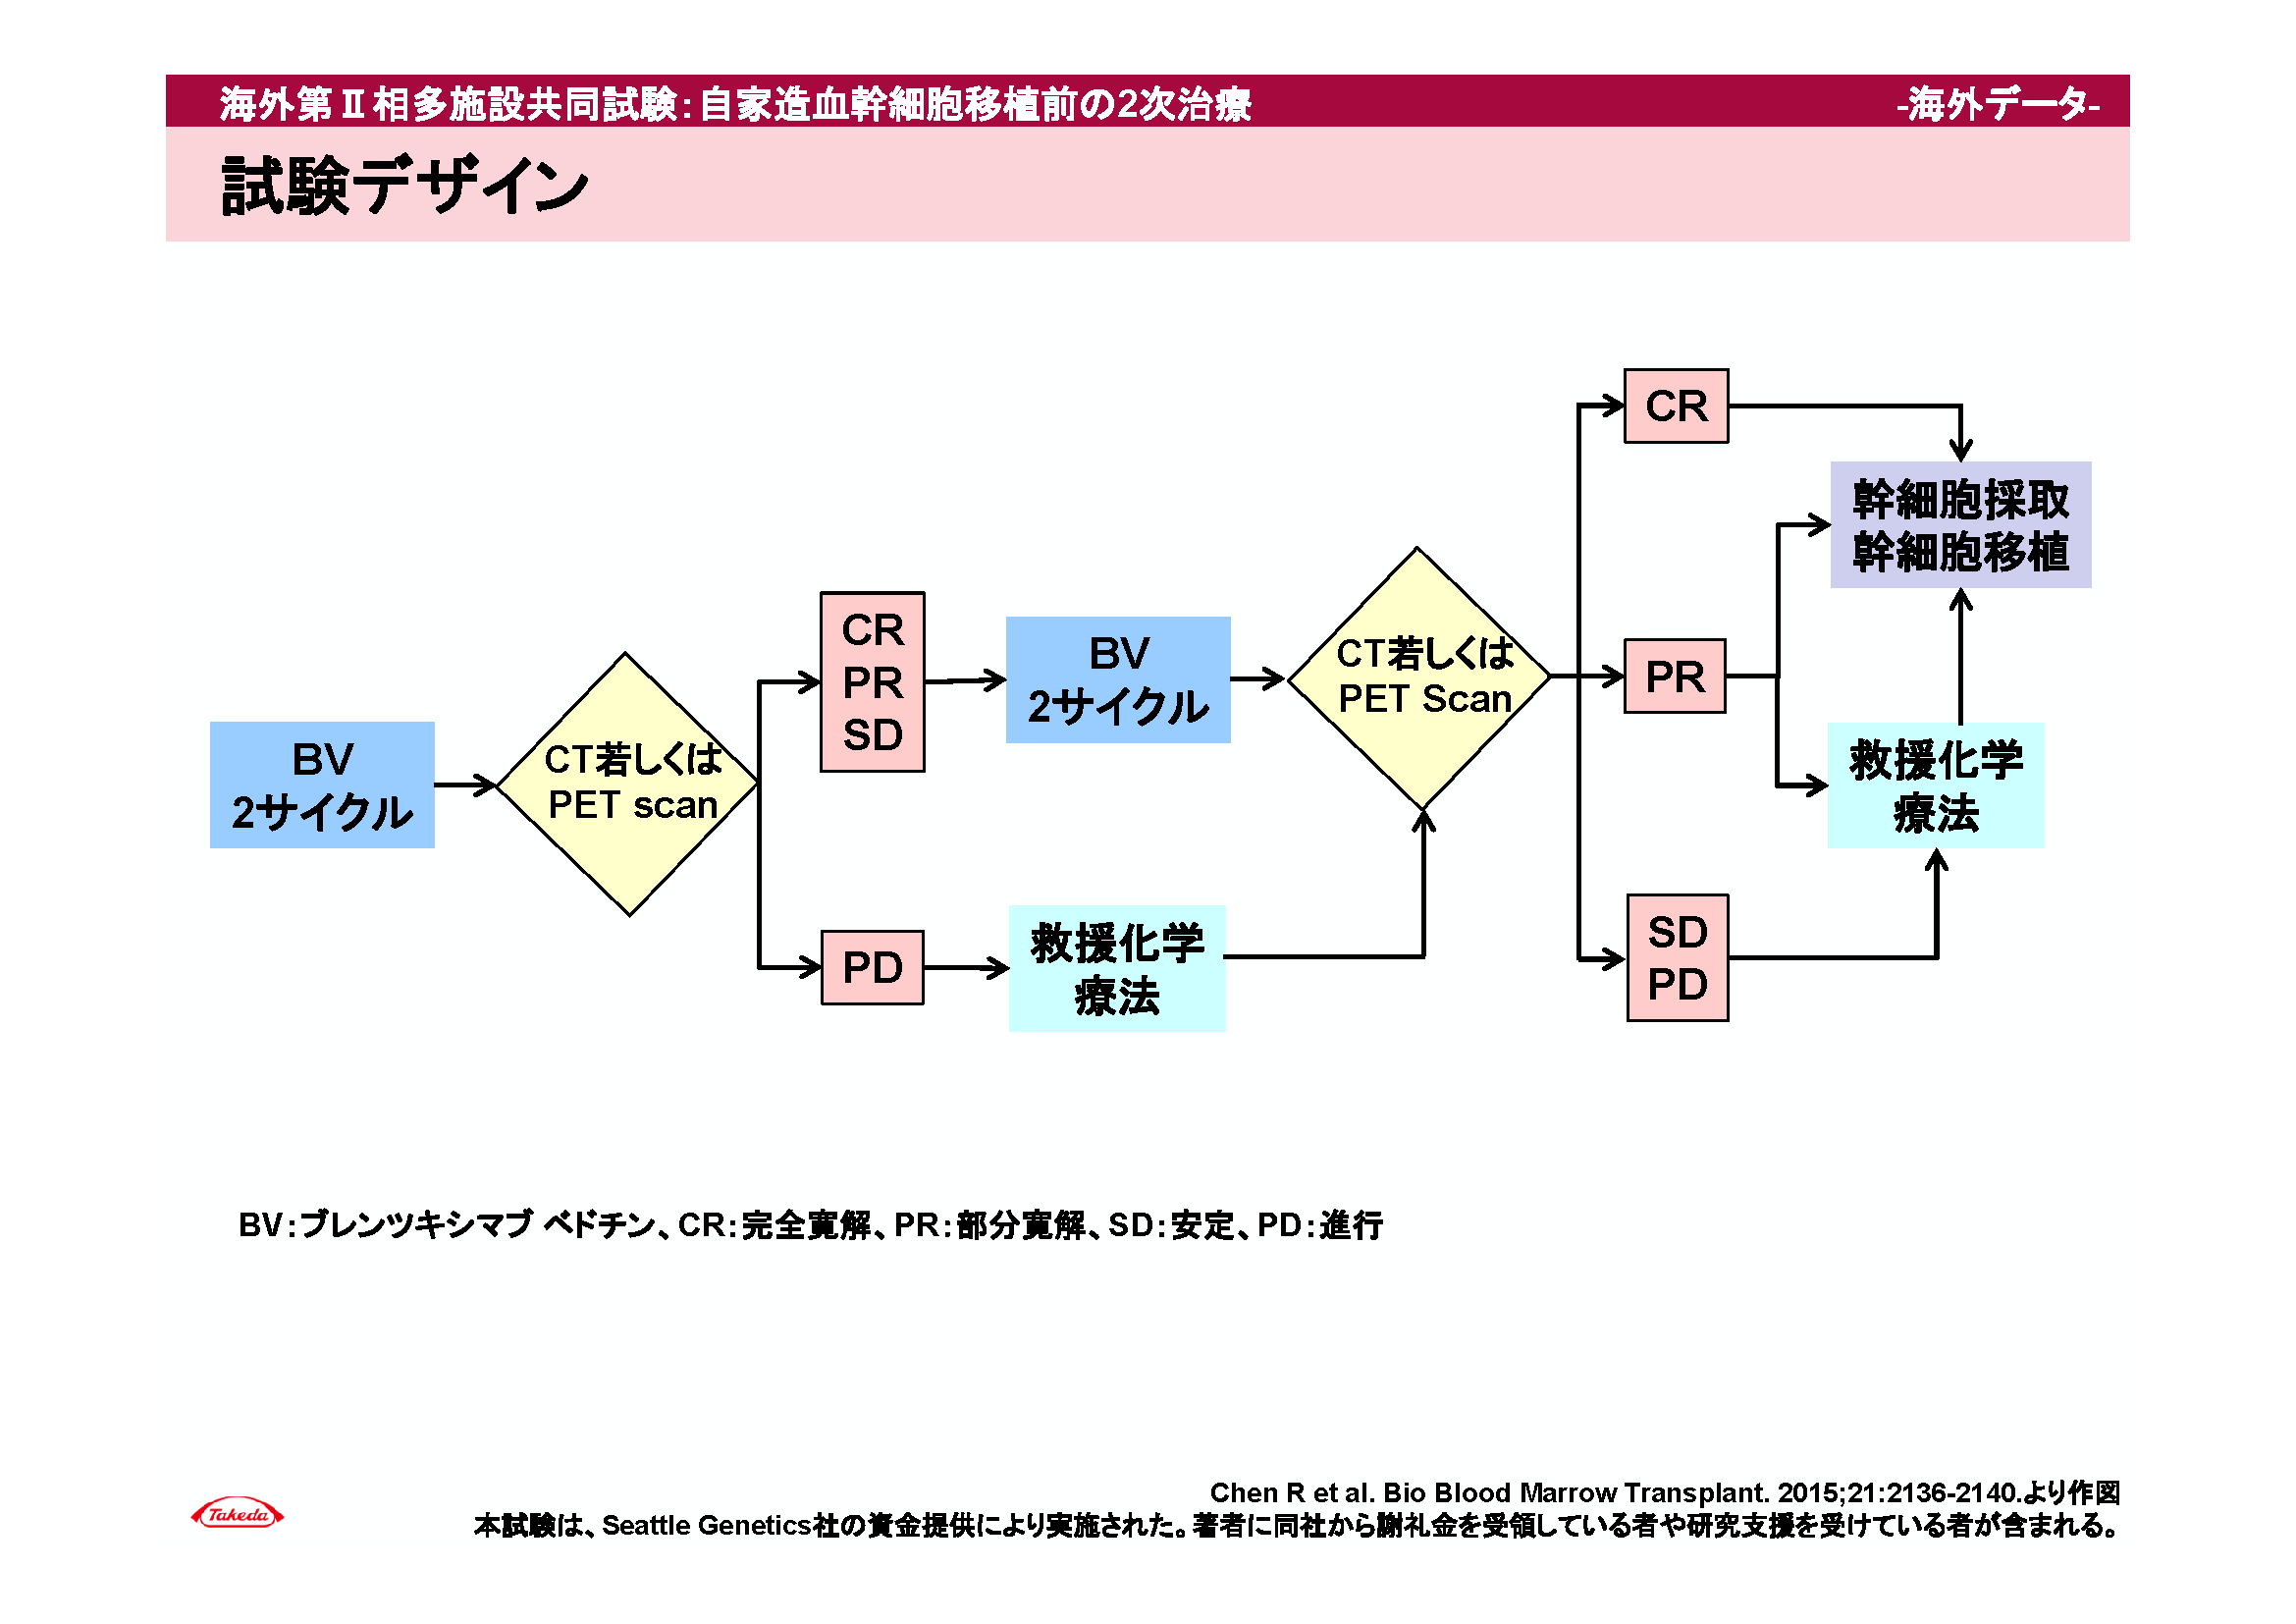 海外第Ⅱ相多施設共同試験：自家造血幹細胞移植前の2次治療
-海外データ-
試験デザイン
BV
2サイクル
CT若しくは
PET scan
CR
PR
SD
PD
BV
2サイクル
救援化学
療法
CT若しくは
PET Scan
CR
PR
SD
PD
幹細胞採取
幹細胞移植
救援化学
療法
BV：ブレンツキシマブ ベドチン、CR：完全寛解、PR：部分寛解、SD：安定、PD：進行
Chen R et al. Bio Blood Marrow Transplant. 2015;21:2136-2140.より作図
本試験は、Seattle Genetics社の資金提供により実施された。著者に同社から謝礼金を受領している者や研究支援を受けている者が含まれる。
Takeda